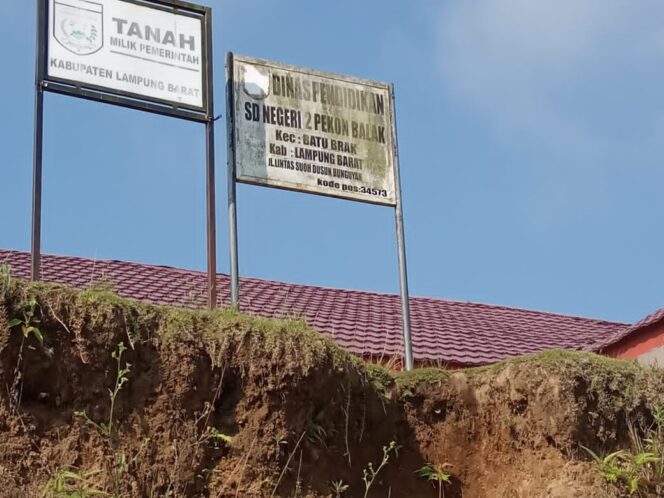 TANAH
MILIK PEMERINTAH
KABUPATEN LAMPUNG BARAT
DINAS PENDIDIKAN
SD NEGERI 2 PEKON BALAK
Kec : BATU BRAK
Kab : LAMPUNG BARAT
JL.LINTAS SUOH DUSUN BUNGUYAN
kode pos:34573